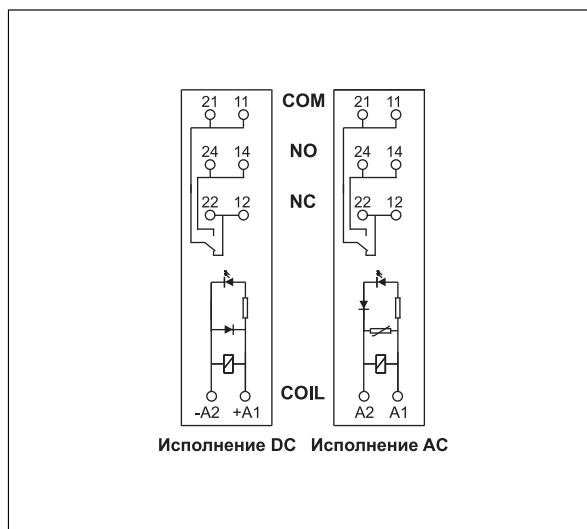 21 11 COM 21 11
24 14 NO 24 14
22 12 NC 22 12
COIL
-A2 +A1 A2 A1
Исполнение DC Исполнение AC